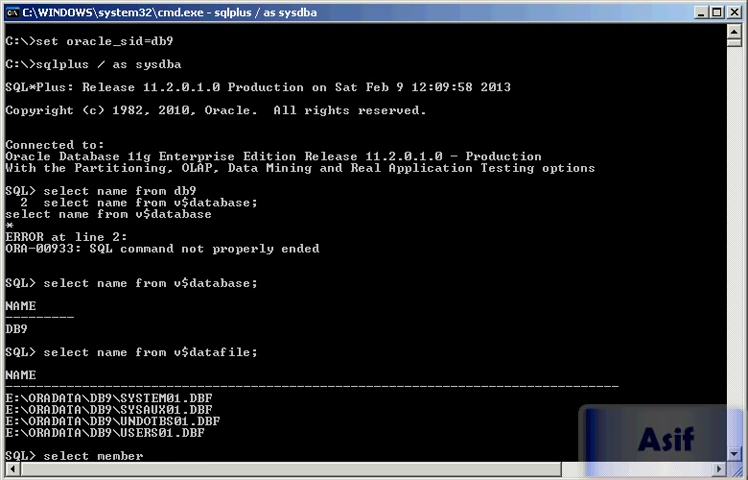 C:\WINDOWS\system32\cmd.exe - sqlplus / as sysdba
C:\>set oracle_sid=db9
C:\>sqlplus / as sysdba
SQL*Plus: Release 11.2.0.1.0 Production on Sat Feb 9 12:09:58 2013
Copyright (c) 1982, 2010, Oracle.  All rights reserved.
Connected to:
Oracle Database 11g Enterprise Edition Release 11.2.0.1.0 - Production
With the Partitioning, OLAP, Data Mining and Real Application Testing options
SQL> select name from db9
  2  select name from v$database;
select name from v$database
*
ERROR at line 2:
ORA-00933: SQL command not properly ended
SQL> select name from v$database;
NAME
---------
DB9
SQL> select name from v$datafile;
NAME
--------------------------------------------------------------------------------
E:\ORADATA\DB9\SYSTEM01.DBF
E:\ORADATA\DB9\SYSAUX01.DBF
E:\ORADATA\DB9\UNDOTBS01.DBF
E:\ORADATA\DB9\USERS01.DBF
SQL> select member
Asif